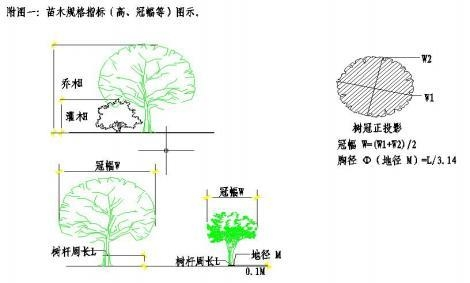 附图一：苗木规格指标（高、冠幅等）图示．
乔木H
灌木H
W2
W1
树冠正投影
冠幅 W=(W1+W2)/2
胸径 Φ（地径 M）=L/3.14
冠幅W
冠幅W
树杆周长L
树杆周长L
地径 M
0.1M